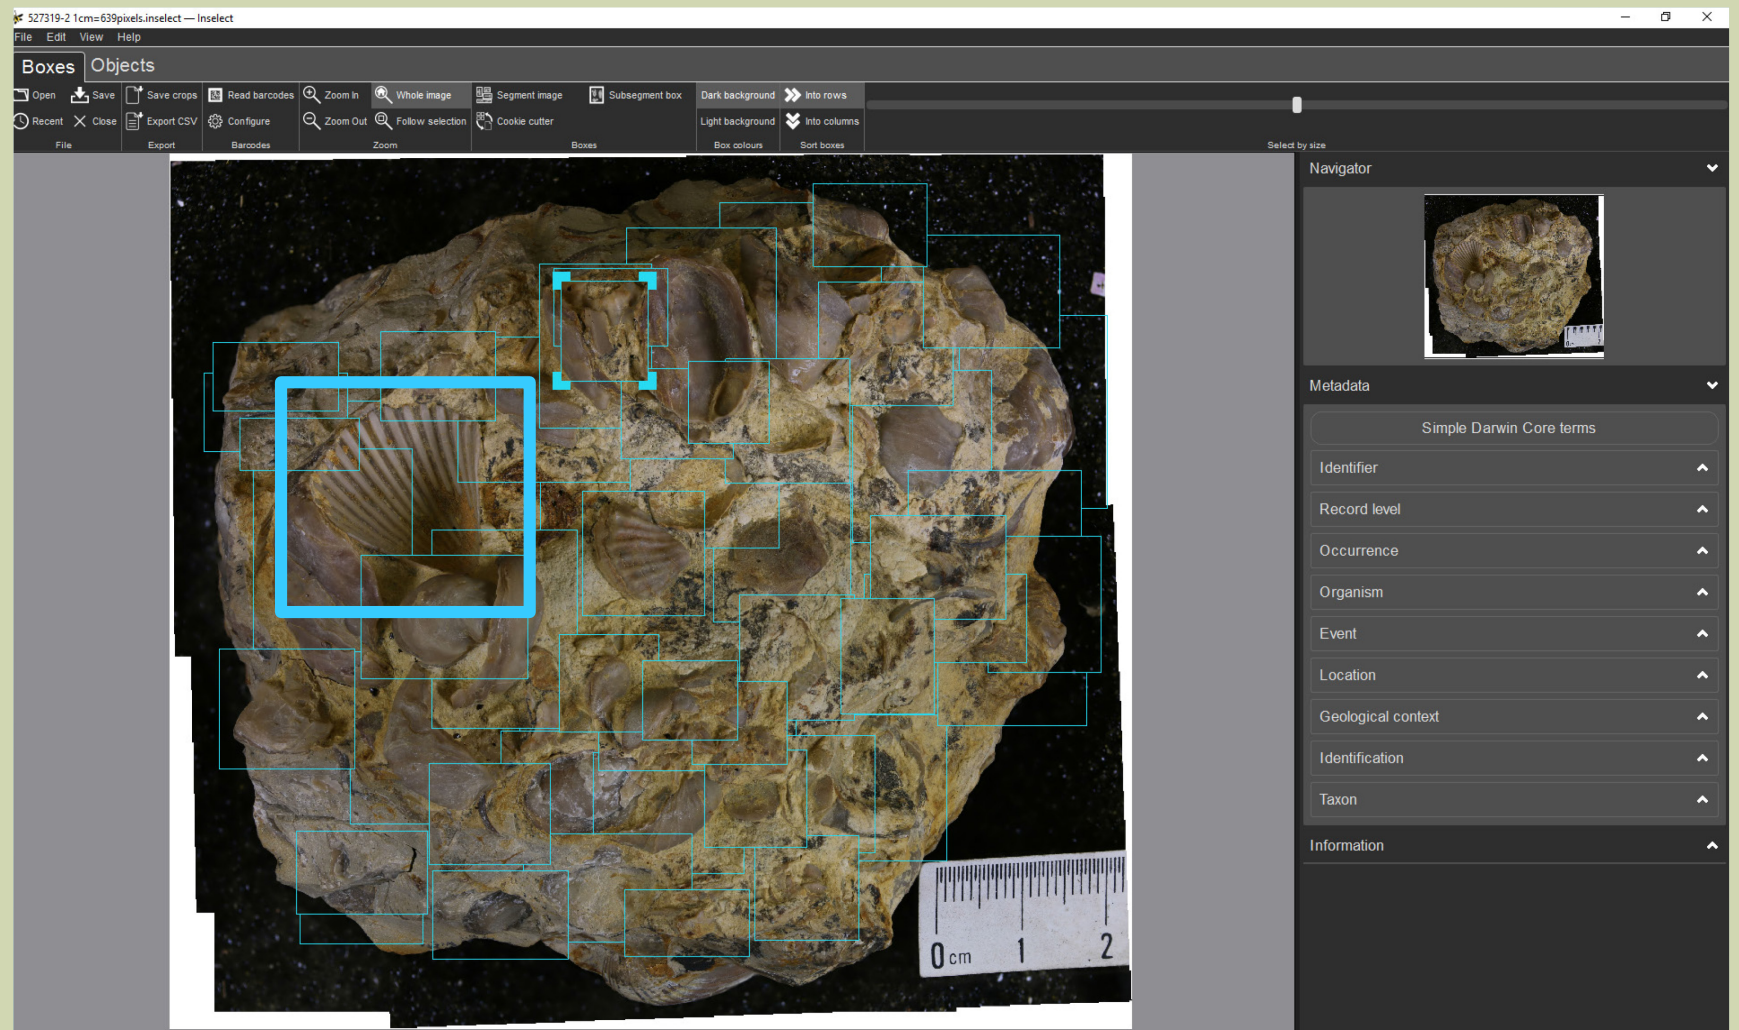 527319-2 1cm=639pixels.inselect — Inselect
File Edit View Help
Boxes Objects
Open Save Save crops Read barcodes Zoom In Whole image Segment image Subsegment box Dark background Into rows
Recent Close Export CSV Configure Zoom Out Follow selection Cookie cutter Light background Into columns
File Export Barcodes Zoom Boxes Box colours Sort boxes Select by size
Navigator
Metadata
Simple Darwin Core terms
Identifier
Record level
Occurrence
Organism
Event
Location
Geological context
Identification
Taxon
Information
0 cm 1 2